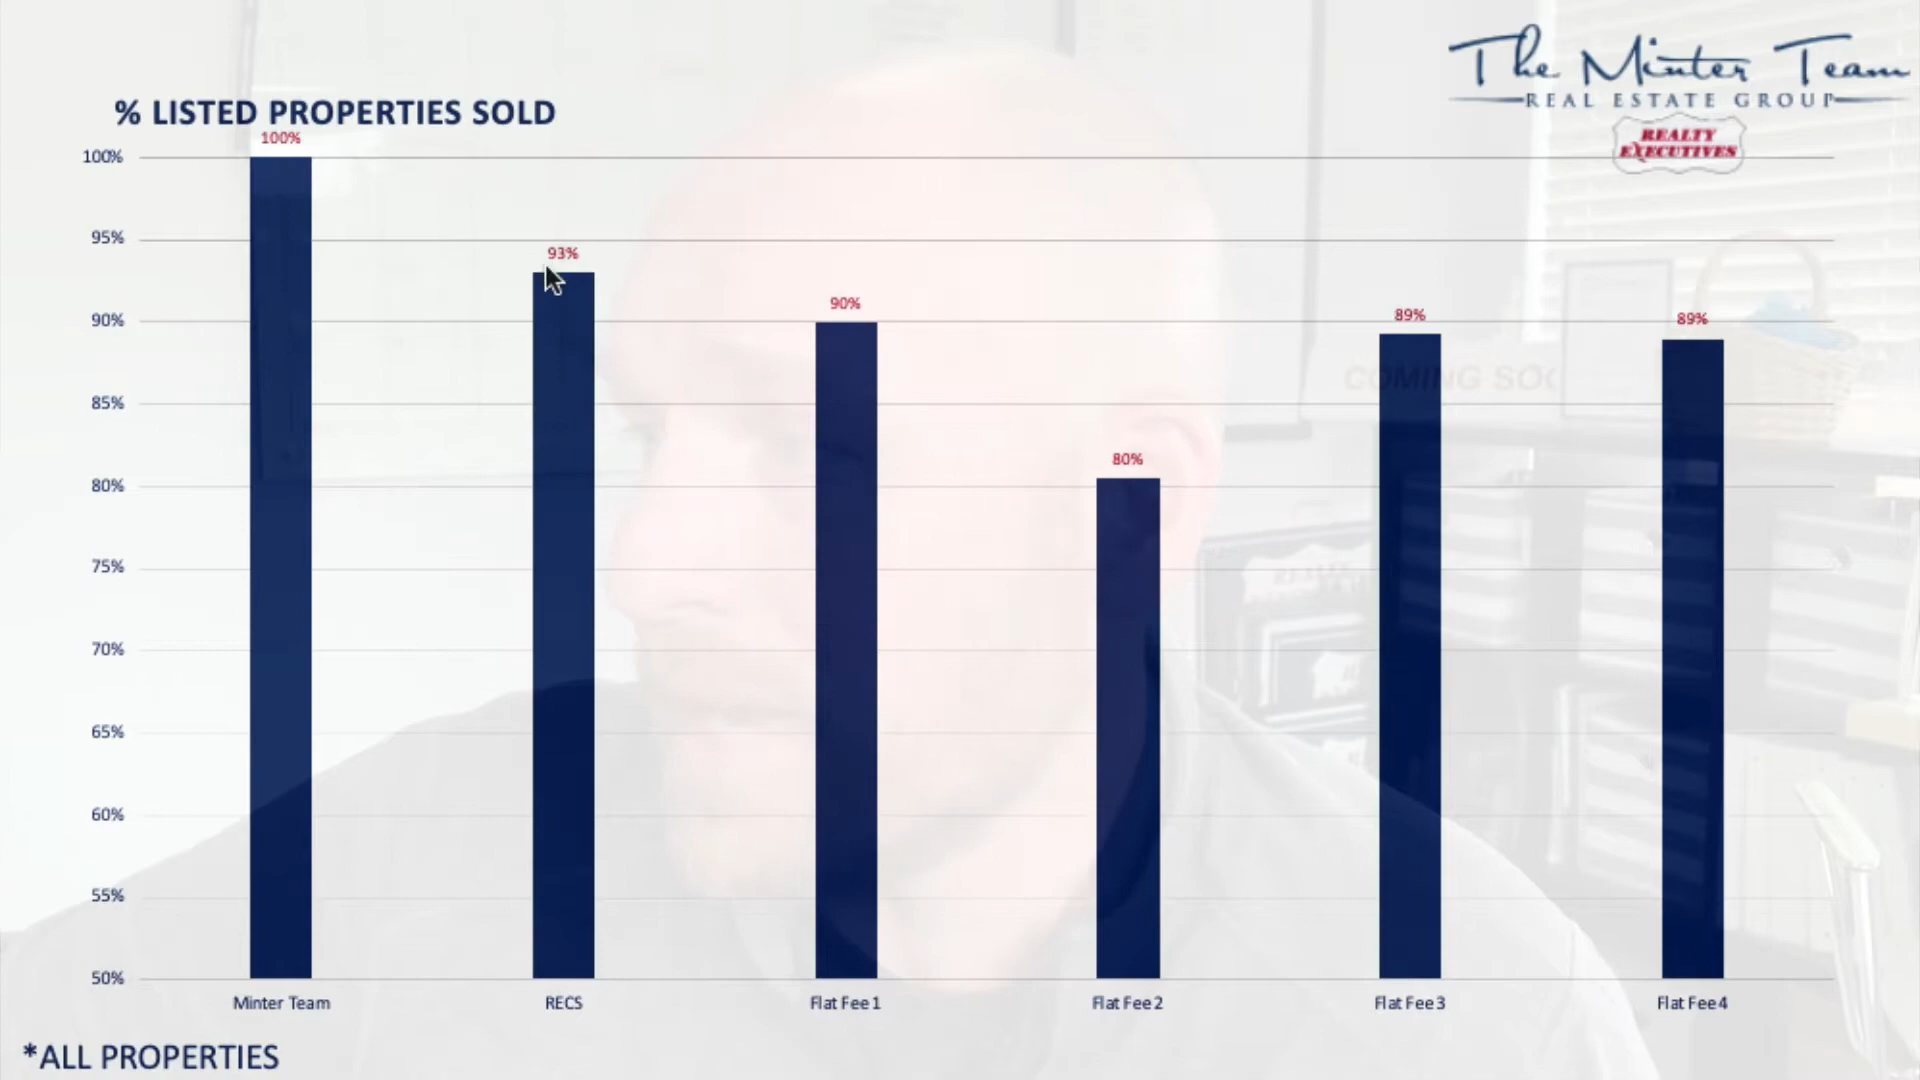 The Minter Team
REAL ESTATE GROUP
REALTY
EXECUTIVES
% LISTED PROPERTIES SOLD
100%
95%
90%
85%
80%
75%
70%
65%
60%
55%
50%
100%
93%
90%
80%
89%
89%
COMING SOO
Minter Team
RECS
Flat Fee 1
Flat Fee 2
Flat Fee 3
Flat Fee 4
*ALL PROPERTIES